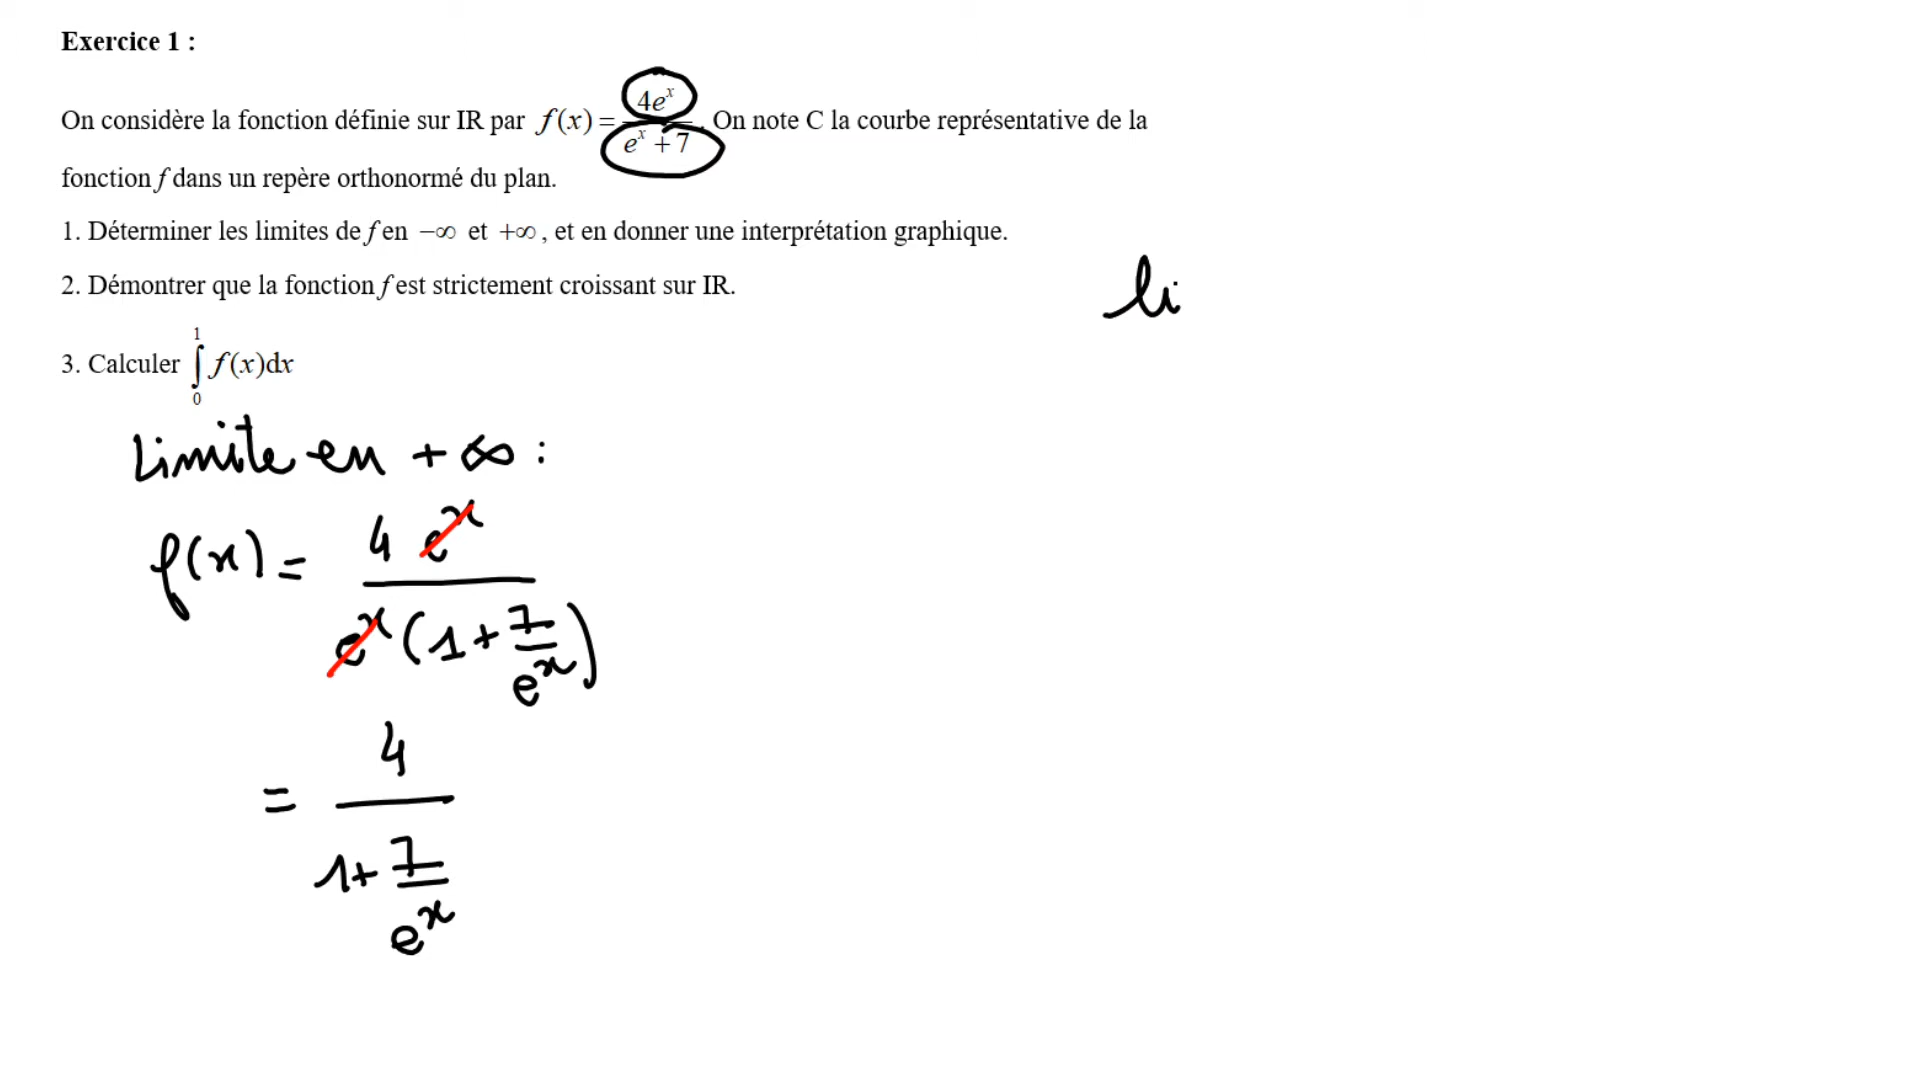 Exercice 1 :
On considère la fonction définie sur IR par f(x) = 4e^x / (e^x + 7). On note C la courbe représentative de la
fonction f dans un repère orthonormé du plan.
1. Déterminer les limites de f en −∞ et +∞, et en donner une interprétation graphique.
2. Démontrer que la fonction f est strictement croissant sur IR.
3. Calculer ∫₀¹ f(x)dx
li
Limite en +∞ :
f(x) = 4 e^x / (e^x (1 + 7/e^x))
= 4 / (1 + 7/e^x)